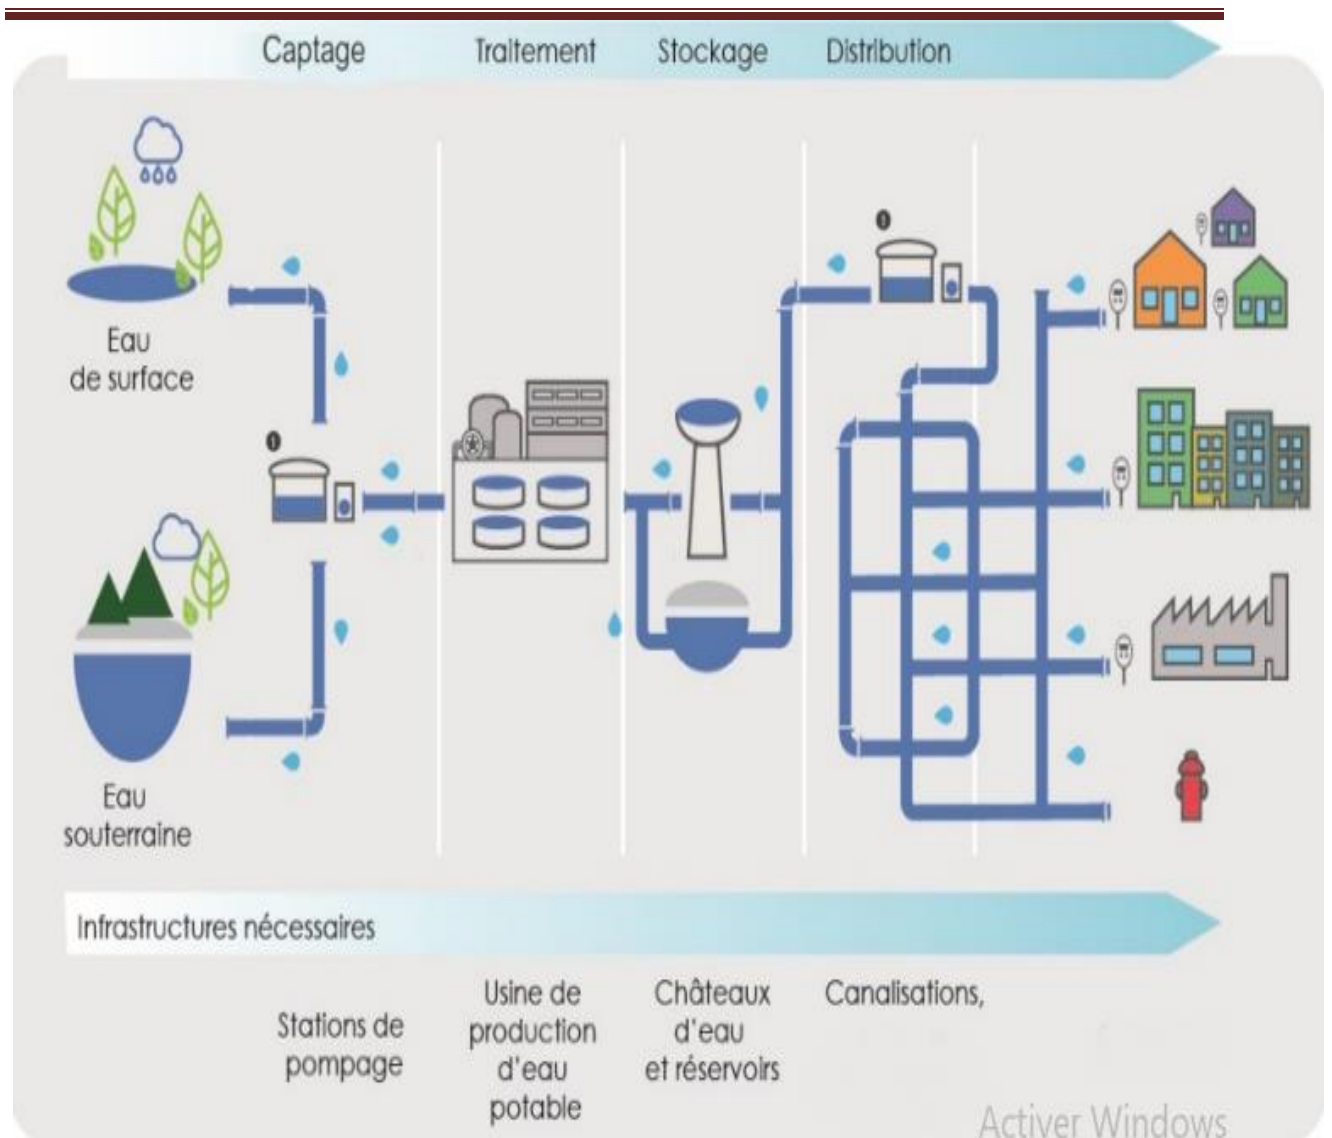 Captage Traitement Stockage Distribution
Eau
de surface
Eau
souterraine
Infrastructures nécessaires
Stations de
pompage
Usine de
production
d'eau
potable
Châteaux
d'eau
et réservoirs
Canalisations,
Activer Windows